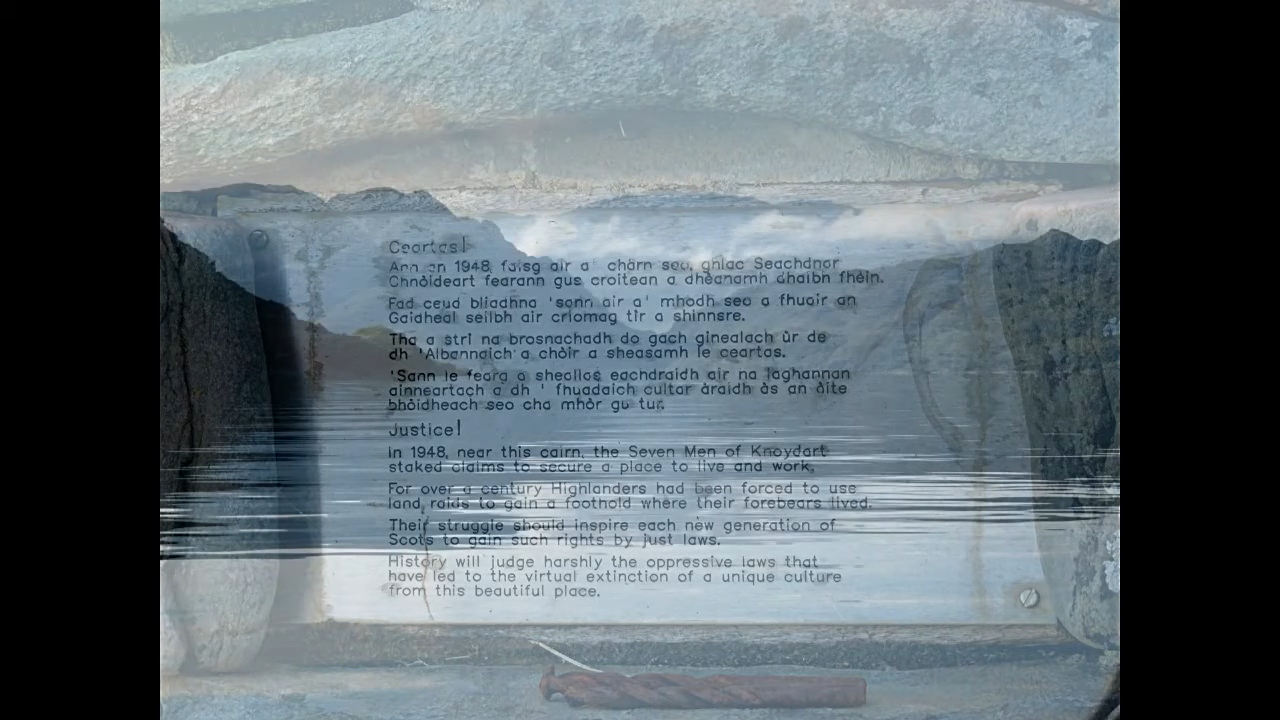 Ceartas!
Ann an 1948, faisg air a' chàrn seo, ghlac Seachdnar
Chnòideart fearann gus croitean a dhèanamh dhaibh fhèin.
Fad ceud bliadhna 'sann air a' mhodh seo a fhuair an
Gaidheal seilbh air criomag tìr a shinnsre.
Tha a strì na brosnachadh do gach ginealach ùr de
dh 'Albannaich a chòir a sheasamh le ceartas.
'Sann le fearg a sheallas eachdraidh air na laghannan
ainneartach a dh ' fhuadaich cultar àraidh às an àite
bhòidheach seo cha mhòr gu tur.
Justice!
In 1948, near this cairn, the Seven Men of Knoydart
staked claims to secure a place to live and work.
For over a century Highlanders had been forced to use
land raids to gain a foothold where their forebears lived.
Their struggle should inspire each new generation of
Scots to gain such rights by just laws.
History will judge harshly the oppressive laws that
have led to the virtual extinction of a unique culture
from this beautiful place.